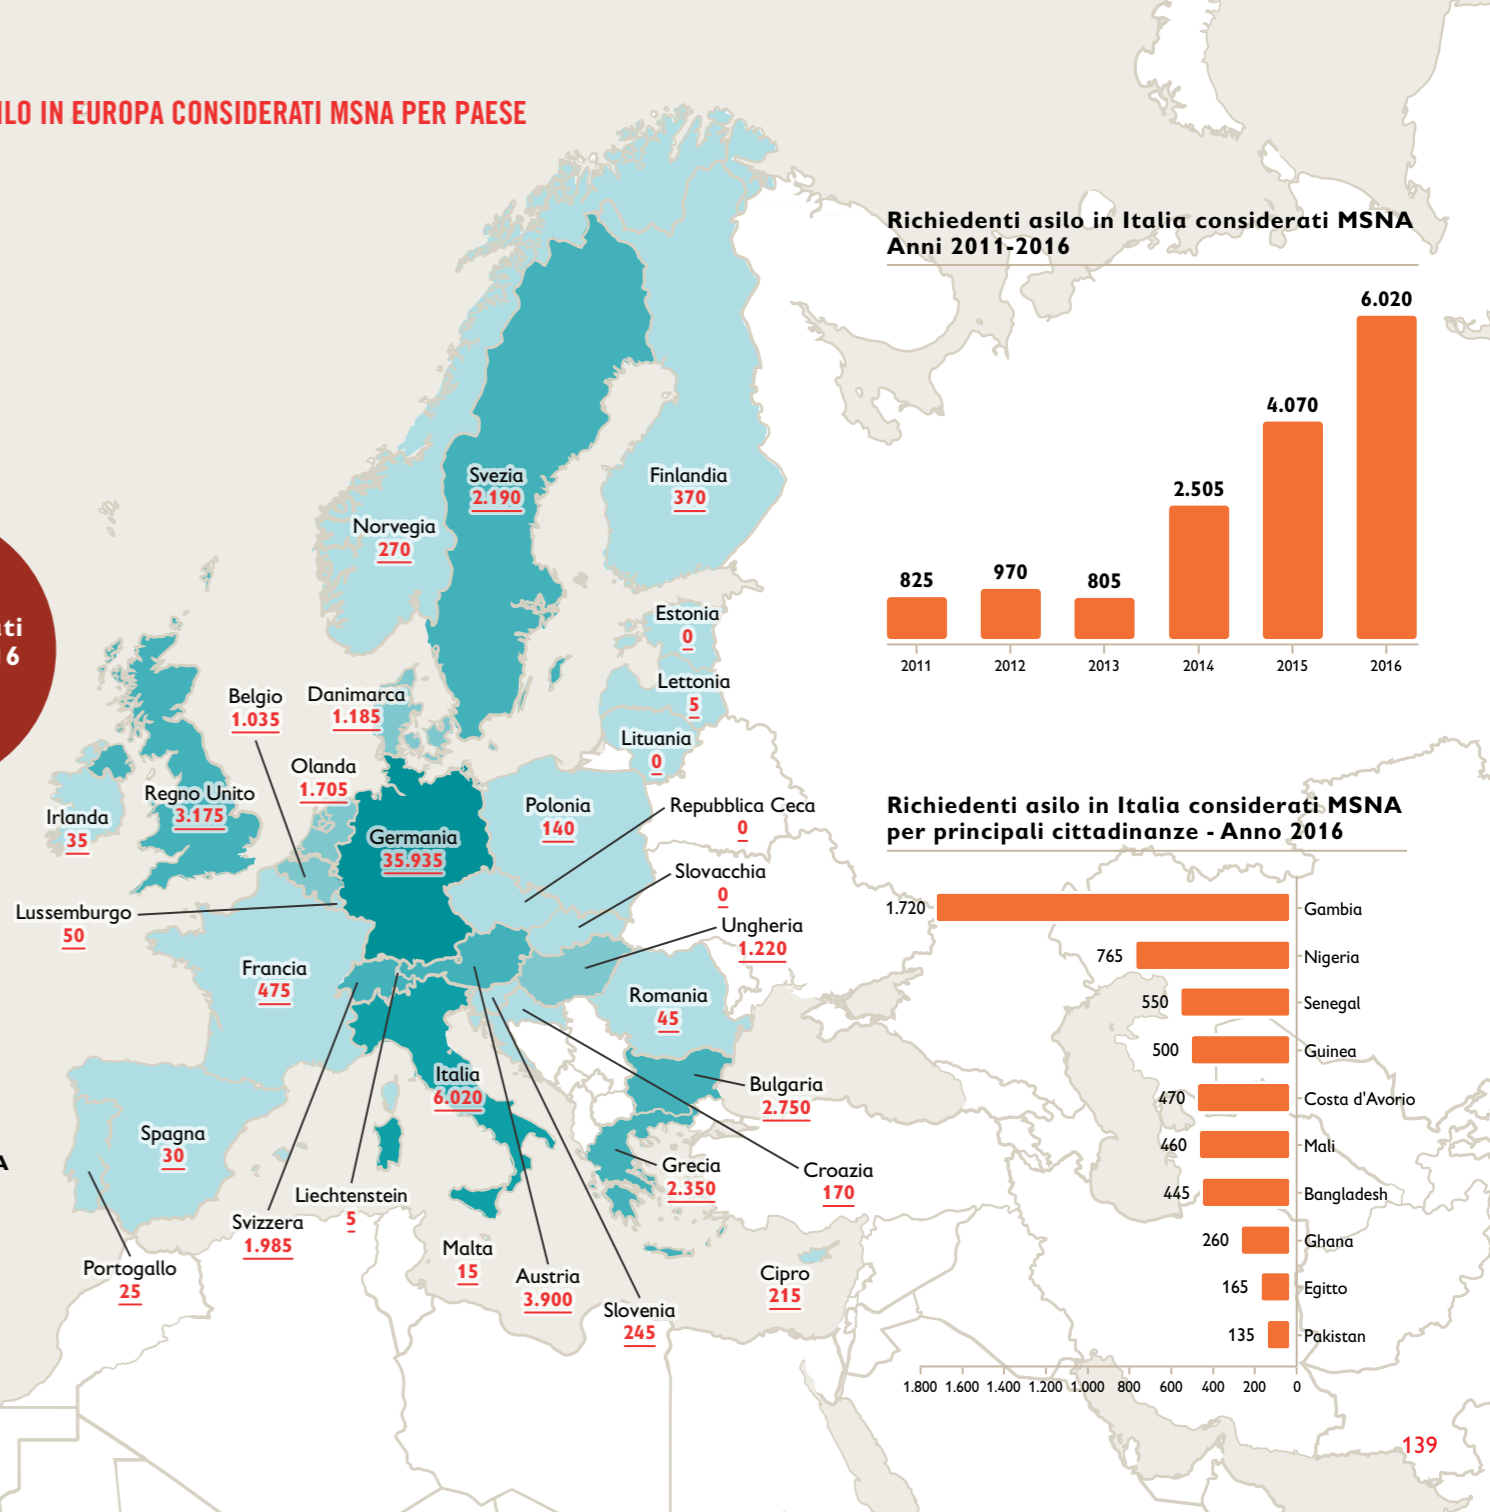 ILO IN EUROPA CONSIDERATI MSNA PER PAESE
Richiedenti asilo in Italia considerati MSNA
Anni 2011-2016
6.020
4.070
2.505
970
825
805
2011 2012 2013 2014 2015 2016
Svezia
2.190
Finlandia
370
Norvegia
270
ti
16
Estonia
0
Lettonia
5
Lituania
0
Belgio
1.035
Danimarca
1.185
Olanda
1.705
Regno Unito
3.175
Irlanda
35
Germania
35.935
Polonia
140
Repubblica Ceca
0
Slovacchia
0
Ungheria
1.220
Lussemburgo
50
Francia
475
Romania
45
Italia
6.020
Bulgaria
2.750
Spagna
30
Grecia
2.350
Croazia
170
A
Liechtenstein
5
Svizzera
1.985
Portogallo
25
Malta
15
Austria
3.900
Slovenia
245
Cipro
215
Richiedenti asilo in Italia considerati MSNA
per principali cittadinanze - Anno 2016
1.720 Gambia
765 Nigeria
550 Senegal
500 Guinea
470 Costa d'Avorio
460 Mali
445 Bangladesh
260 Ghana
165 Egitto
135 Pakistan
1.800 1.600 1.400 1.200 1.000 800 600 400 200 0
139